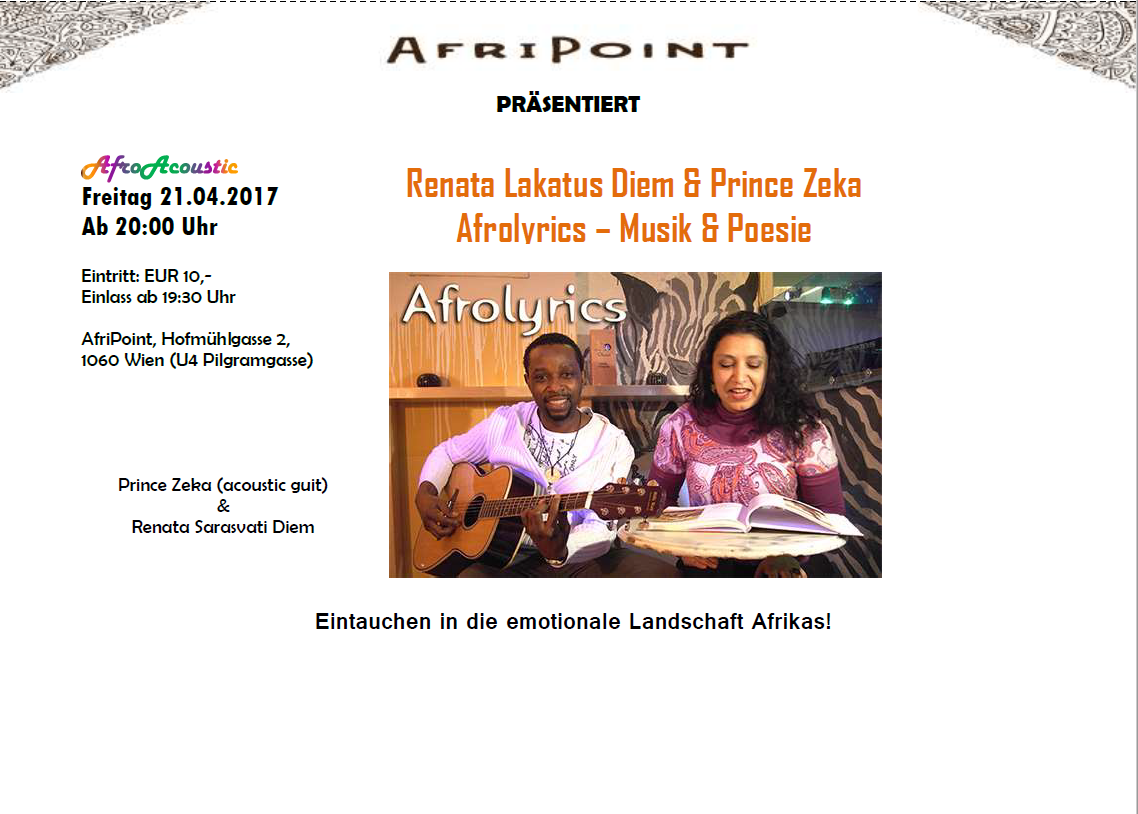 AFRIPOINT
PRÄSENTIERT
AfroAcoustic
Freitag 21.04.2017
Ab 20:00 Uhr
Eintritt: EUR 10,-
Einlass ab 19:30 Uhr
AfriPoint, Hofmühlgasse 2,
1060 Wien (U4 Pilgramgasse)
Prince Zeka (acoustic guit)
&
Renata Sarasvati Diem
Renata Lakatus Diem & Prince Zeka
Afrolyrics – Musik & Poesie
Afrolyrics
Eintauchen in die emotionale Landschaft Afrikas!